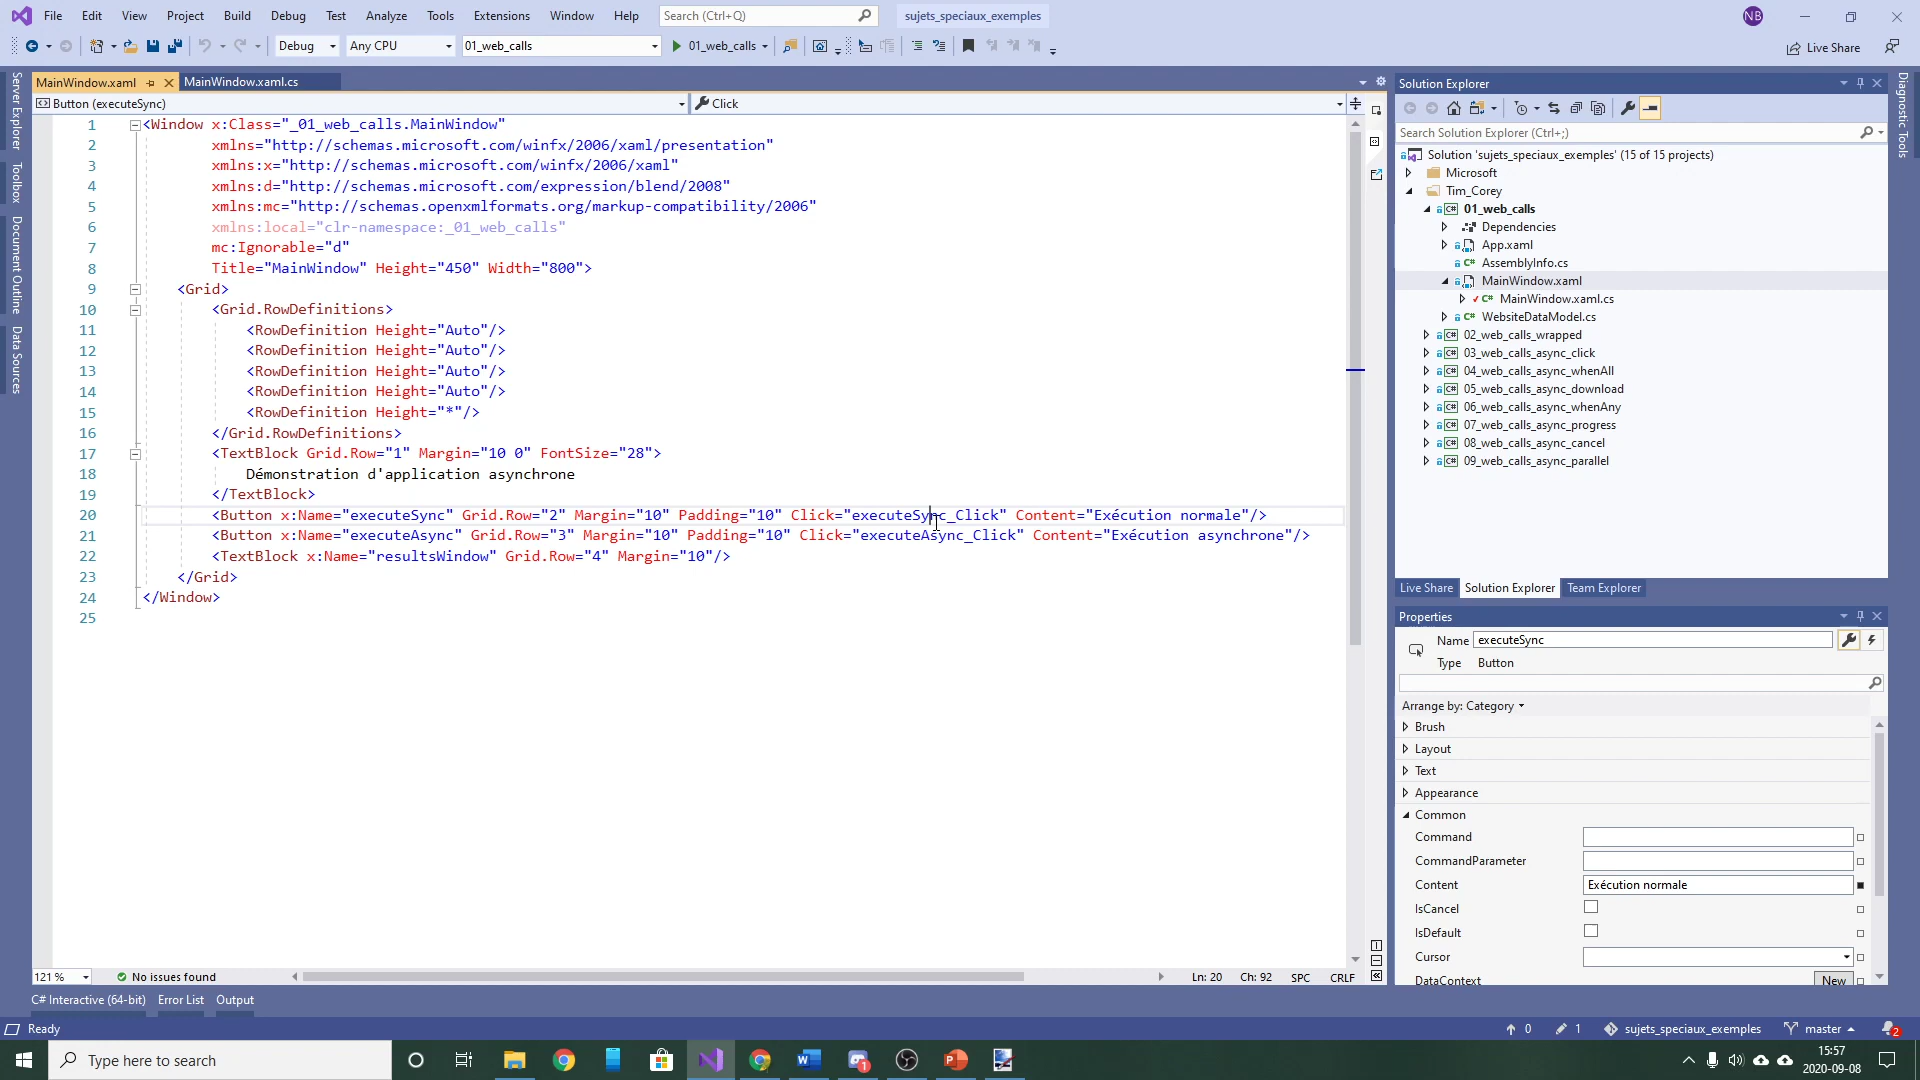 File Edit View Project Build Debug Test Analyze Tools Extensions Window Help Search (Ctrl+Q) sujets_speciaux_exemples NB
Debug Any CPU 01_web_calls 01_web_calls Live Share
MainWindow.xaml MainWindow.xaml.cs
Button (executeSync) Click
1 <Window x:Class="_01_web_calls.MainWindow"
2 xmlns="http://schemas.microsoft.com/winfx/2006/xaml/presentation"
3 xmlns:x="http://schemas.microsoft.com/winfx/2006/xaml"
4 xmlns:d="http://schemas.microsoft.com/expression/blend/2008"
5 xmlns:mc="http://schemas.openxmlformats.org/markup-compatibility/2006"
6 xmlns:local="clr-namespace:_01_web_calls"
7 mc:Ignorable="d"
8 Title="MainWindow" Height="450" Width="800">
9 <Grid>
10 <Grid.RowDefinitions>
11 <RowDefinition Height="Auto"/>
12 <RowDefinition Height="Auto"/>
13 <RowDefinition Height="Auto"/>
14 <RowDefinition Height="Auto"/>
15 <RowDefinition Height="*"/>
16 </Grid.RowDefinitions>
17 <TextBlock Grid.Row="1" Margin="10 0" FontSize="28">
18 Démonstration d'application asynchrone
19 </TextBlock>
20 <Button x:Name="executeSync" Grid.Row="2" Margin="10" Padding="10" Click="executeSync_Click" Content="Exécution normale"/>
21 <Button x:Name="executeAsync" Grid.Row="3" Margin="10" Padding="10" Click="executeAsync_Click" Content="Exécution asynchrone"/>
22 <TextBlock x:Name="resultsWindow" Grid.Row="4" Margin="10"/>
23 </Grid>
24 </Window>
25
121 % No issues found Ln: 20 Ch: 92 SPC CRLF
C# Interactive (64-bit) Error List Output
Server Explorer
Toolbox
Document Outline
Data Sources
Solution Explorer
Search Solution Explorer (Ctrl+;)
Solution 'sujets_speciaux_exemples' (15 of 15 projects)
Microsoft
Tim_Corey
C# 01_web_calls
Dependencies
App.xaml
C# AssemblyInfo.cs
MainWindow.xaml
C# MainWindow.xaml.cs
C# WebsiteDataModel.cs
C# 02_web_calls_wrapped
C# 03_web_calls_async_click
C# 04_web_calls_async_whenAll
C# 05_web_calls_async_download
C# 06_web_calls_async_whenAny
C# 07_web_calls_async_progress
C# 08_web_calls_async_cancel
C# 09_web_calls_async_parallel
Live Share Solution Explorer Team Explorer
Properties
Name executeSync
Type Button
Arrange by: Category
Brush
Layout
Text
Appearance
Common
Command
CommandParameter
Content Exécution normale
IsCancel
IsDefault
Cursor
DataContext New
Diagnostic Tools
Ready 0 1 sujets_speciaux_exemples master 2
Type here to search 1 15:57
2020-09-08